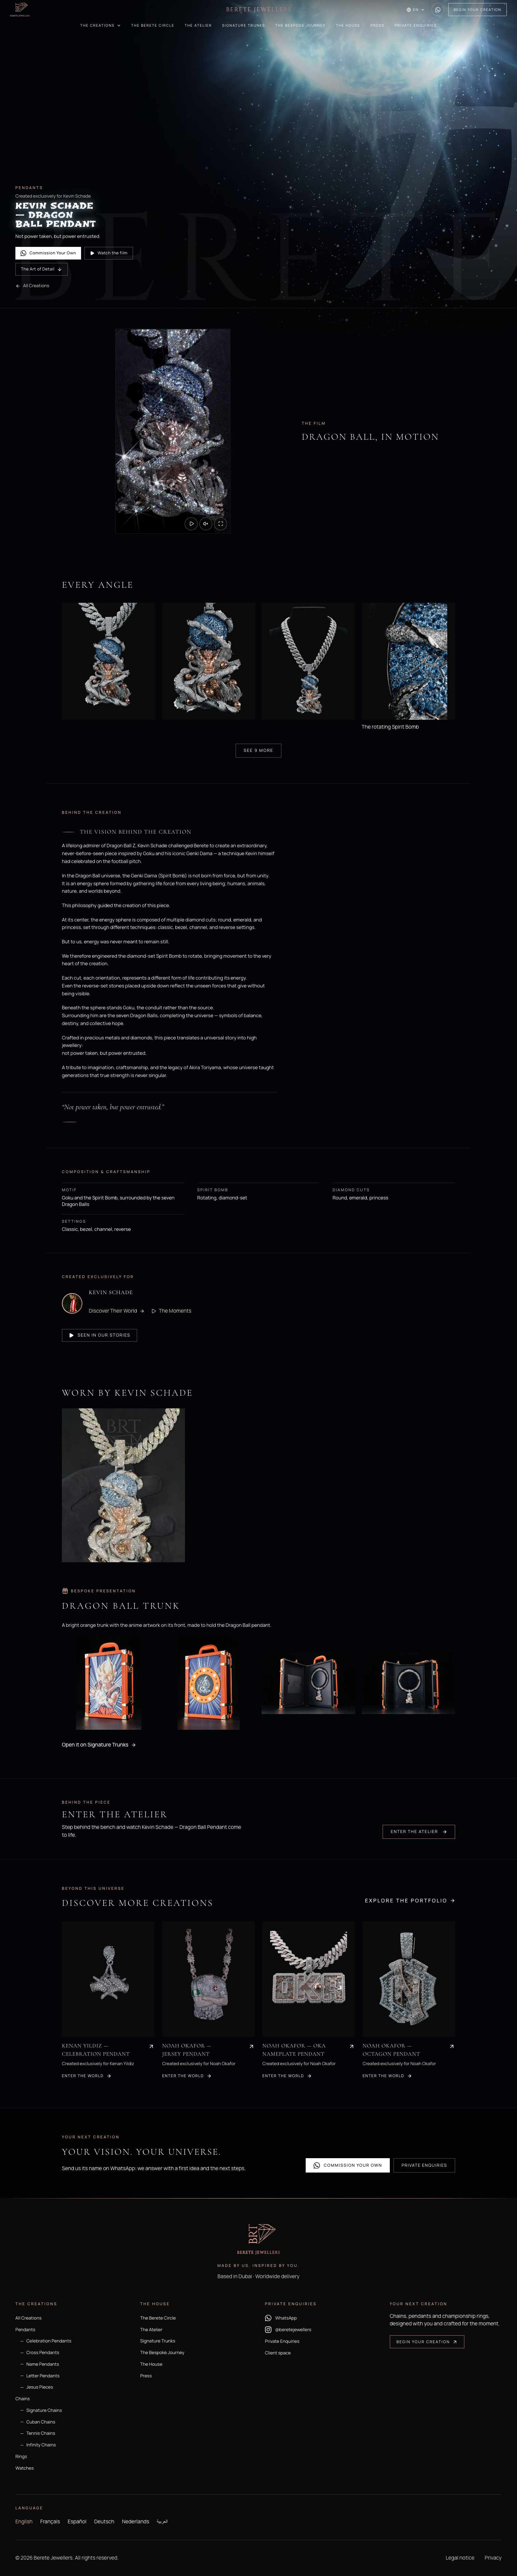 BERETE JEWELLERS
BERETE JEWELLERS
EN
BEGIN YOUR CREATION
THE CREATIONS
THE BERETE CIRCLE
THE ATELIER
SIGNATURE TRUNKS
THE BESPOKE JOURNEY
THE HOUSE
PRESS
PRIVATE ENQUIRIES
BERETE
PENDANTS
Created exclusively for Kevin Schade
KEVIN SCHADE
— DRAGON
BALL PENDANT
Not power taken, but power entrusted.
Commission Your Own
Watch the film
The Art of Detail
All Creations
THE FILM
DRAGON BALL, IN MOTION
EVERY ANGLE
The rotating Spirit Bomb
SEE 9 MORE
BEHIND THE CREATION
THE VISION BEHIND THE CREATION
A lifelong admirer of Dragon Ball Z, Kevin Schade challenged Berete to create an extraordinary,
never-before-seen piece inspired by Goku and his iconic Genki Dama — a technique Kevin himself
had celebrated on the football pitch.
In the Dragon Ball universe, the Genki Dama (Spirit Bomb) is not born from force, but from unity.
It is an energy sphere formed by gathering life force from every living being: humans, animals,
nature, and worlds beyond.
This philosophy guided the creation of this piece.
At its center, the energy sphere is composed of multiple diamond cuts: round, emerald, and
princess, set through different techniques: classic, bezel, channel, and reverse settings.
But to us, energy was never meant to remain still.
We therefore engineered the diamond-set Spirit Bomb to rotate, bringing movement to the very
heart of the creation.
Each cut, each orientation, represents a different form of life contributing its energy.
Even the reverse-set stones placed upside down reflect the unseen forces that give without
being visible.
Beneath the sphere stands Goku, the conduit rather than the source.
Surrounding him are the seven Dragon Balls, completing the universe — symbols of balance,
destiny, and collective hope.
Crafted in precious metals and diamonds, this piece translates a universal story into high
jewellery:
not power taken, but power entrusted.
A tribute to imagination, craftsmanship, and the legacy of Akira Toriyama, whose universe taught
generations that true strength is never singular.
“Not power taken, but power entrusted.”
COMPOSITION & CRAFTSMANSHIP
MOTIF
Goku and the Spirit Bomb, surrounded by the seven
Dragon Balls
SPIRIT BOMB
Rotating, diamond-set
DIAMOND CUTS
Round, emerald, princess
SETTINGS
Classic, bezel, channel, reverse
CREATED EXCLUSIVELY FOR
KEVIN SCHADE
Discover Their World
The Moments
SEEN IN OUR STORIES
WORN BY KEVIN SCHADE
BESPOKE PRESENTATION
DRAGON BALL TRUNK
A bright orange trunk with the anime artwork on its front, made to hold the Dragon Ball pendant.
Open it on Signature Trunks
BEHIND THE PIECE
ENTER THE ATELIER
Step behind the bench and watch Kevin Schade — Dragon Ball Pendant come
to life.
ENTER THE ATELIER
BEYOND THIS UNIVERSE
DISCOVER MORE CREATIONS
EXPLORE THE PORTFOLIO
KENAN YILDIZ —
CELEBRATION PENDANT
Created exclusively for Kenan Yildiz
ENTER THE WORLD
NOAH OKAFOR —
JERSEY PENDANT
Created exclusively for Noah Okafor
ENTER THE WORLD
NOAH OKAFOR — OKA
NAMEPLATE PENDANT
Created exclusively for Noah Okafor
ENTER THE WORLD
NOAH OKAFOR —
OCTAGON PENDANT
Created exclusively for Noah Okafor
ENTER THE WORLD
YOUR NEXT CREATION
YOUR VISION. YOUR UNIVERSE.
Send us its name on WhatsApp: we answer with a first idea and the next steps.
COMMISSION YOUR OWN
PRIVATE ENQUIRIES
BRT
BERETE JEWELLERS
MADE BY US, INSPIRED BY YOU.
Based in Dubai · Worldwide delivery
THE CREATIONS
All Creations
Pendants
— Celebration Pendants
— Cross Pendants
— Name Pendants
— Letter Pendants
— Jesus Pieces
Chains
— Signature Chains
— Cuban Chains
— Tennis Chains
— Infinity Chains
Rings
Watches
THE HOUSE
The Berete Circle
The Atelier
Signature Trunks
The Bespoke Journey
The House
Press
PRIVATE ENQUIRIES
WhatsApp
@beretejewellers
Private Enquiries
Client space
YOUR NEXT CREATION
Chains, pendants and championship rings,
designed with you and crafted for the moment.
BEGIN YOUR CREATION
LANGUAGE
English
Français
Español
Deutsch
Nederlands
العربية
© 2026 Berete Jewellers. All rights reserved.
Legal notice
Privacy